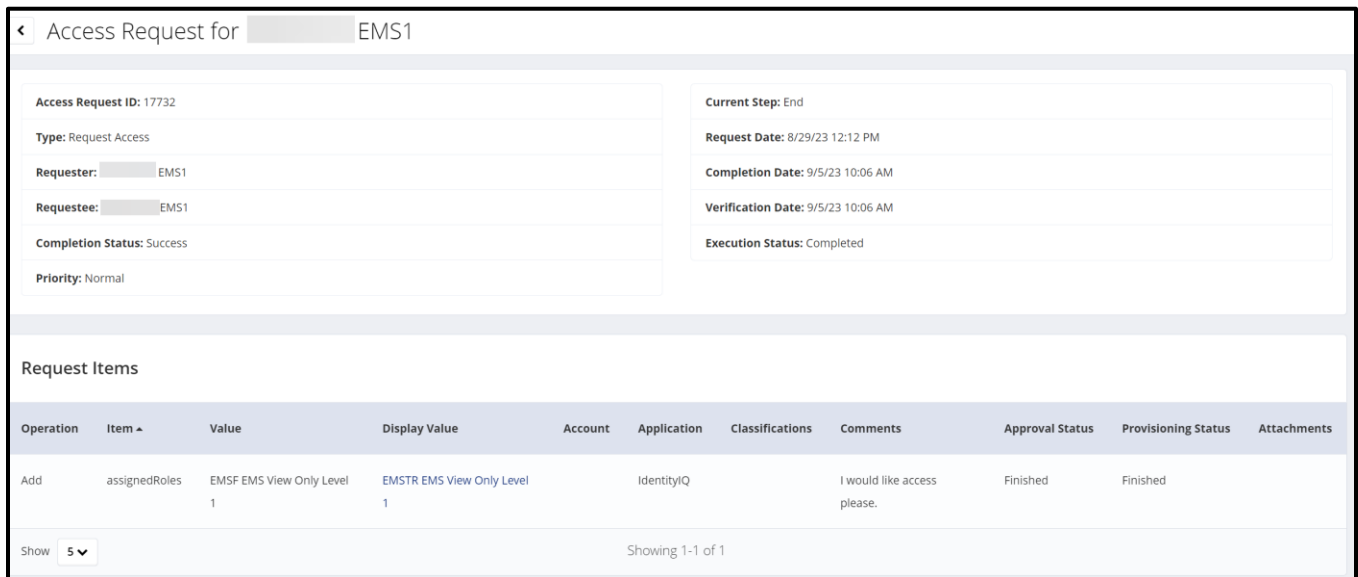 Access Request for EMS1
Access Request ID: 17732
Type: Request Access
Requester: EMS1
Requestee: EMS1
Completion Status: Success
Priority: Normal
Current Step: End
Request Date: 8/29/23 12:12 PM
Completion Date: 9/5/23 10:06 AM
Verification Date: 9/5/23 10:06 AM
Execution Status: Completed
Request Items
Operation Item Value Display Value Account Application Classifications Comments Approval Status Provisioning Status Attachments
Add assignedRoles EMSF EMS View Only Level EMSTR EMS View Only Level IdentityIQ I would like access Finished Finished
1 1 please.
Show 5 Showing 1-1 of 1